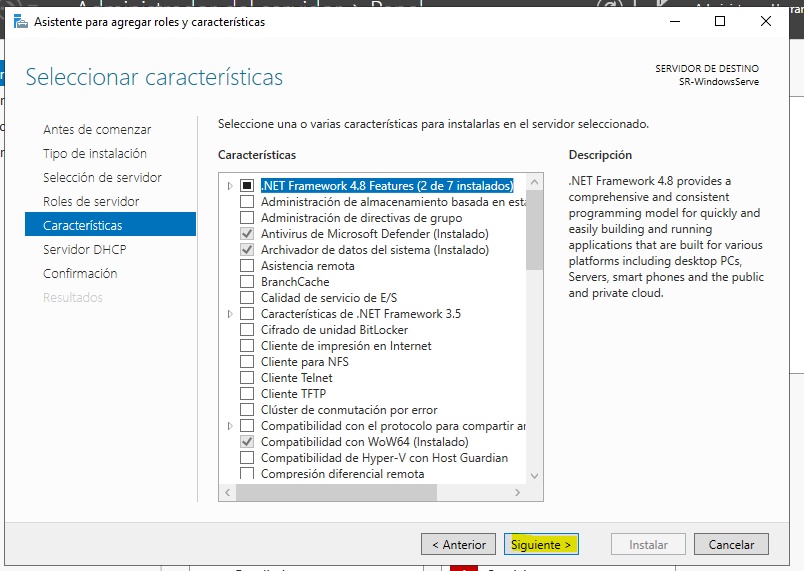 Asistente para agregar roles y características
Seleccionar características
SERVIDOR DE DESTINO
SR-WindowsServe
Antes de comenzar
Tipo de instalación
Selección de servidor
Roles de servidor
Características
Servidor DHCP
Confirmación
Resultados
Seleccione una o varias características para instalarlas en el servidor seleccionado.
Características
.NET Framework 4.8 Features (2 de 7 instalados)
Administración de almacenamiento basada en está
Administración de directivas de grupo
Antivirus de Microsoft Defender (Instalado)
Archivador de datos del sistema (Instalado)
Asistencia remota
BranchCache
Calidad de servicio de E/S
Características de .NET Framework 3.5
Cifrado de unidad BitLocker
Cliente de impresión en Internet
Cliente para NFS
Cliente Telnet
Cliente TFTP
Clúster de conmutación por error
Compatibilidad con el protocolo para compartir ar
Compatibilidad con WoW64 (Instalado)
Compatibilidad de Hyper-V con Host Guardian
Compresión diferencial remota
Descripción
.NET Framework 4.8 provides a
comprehensive and consistent
programming model for quickly and
easily building and running
applications that are built for various
platforms including desktop PCs,
Servers, smart phones and the public
and private cloud.
< Anterior
Siguiente >
Instalar
Cancelar